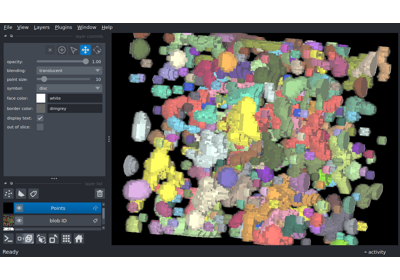 File View Layers Plugins Window Help
opacity: 1.00
blending: translucent
point size: 10
symbol: disc
face color: white
border color: dimgrey
display text: ✓
out of slice:
Points
blob ID
Ready
activity